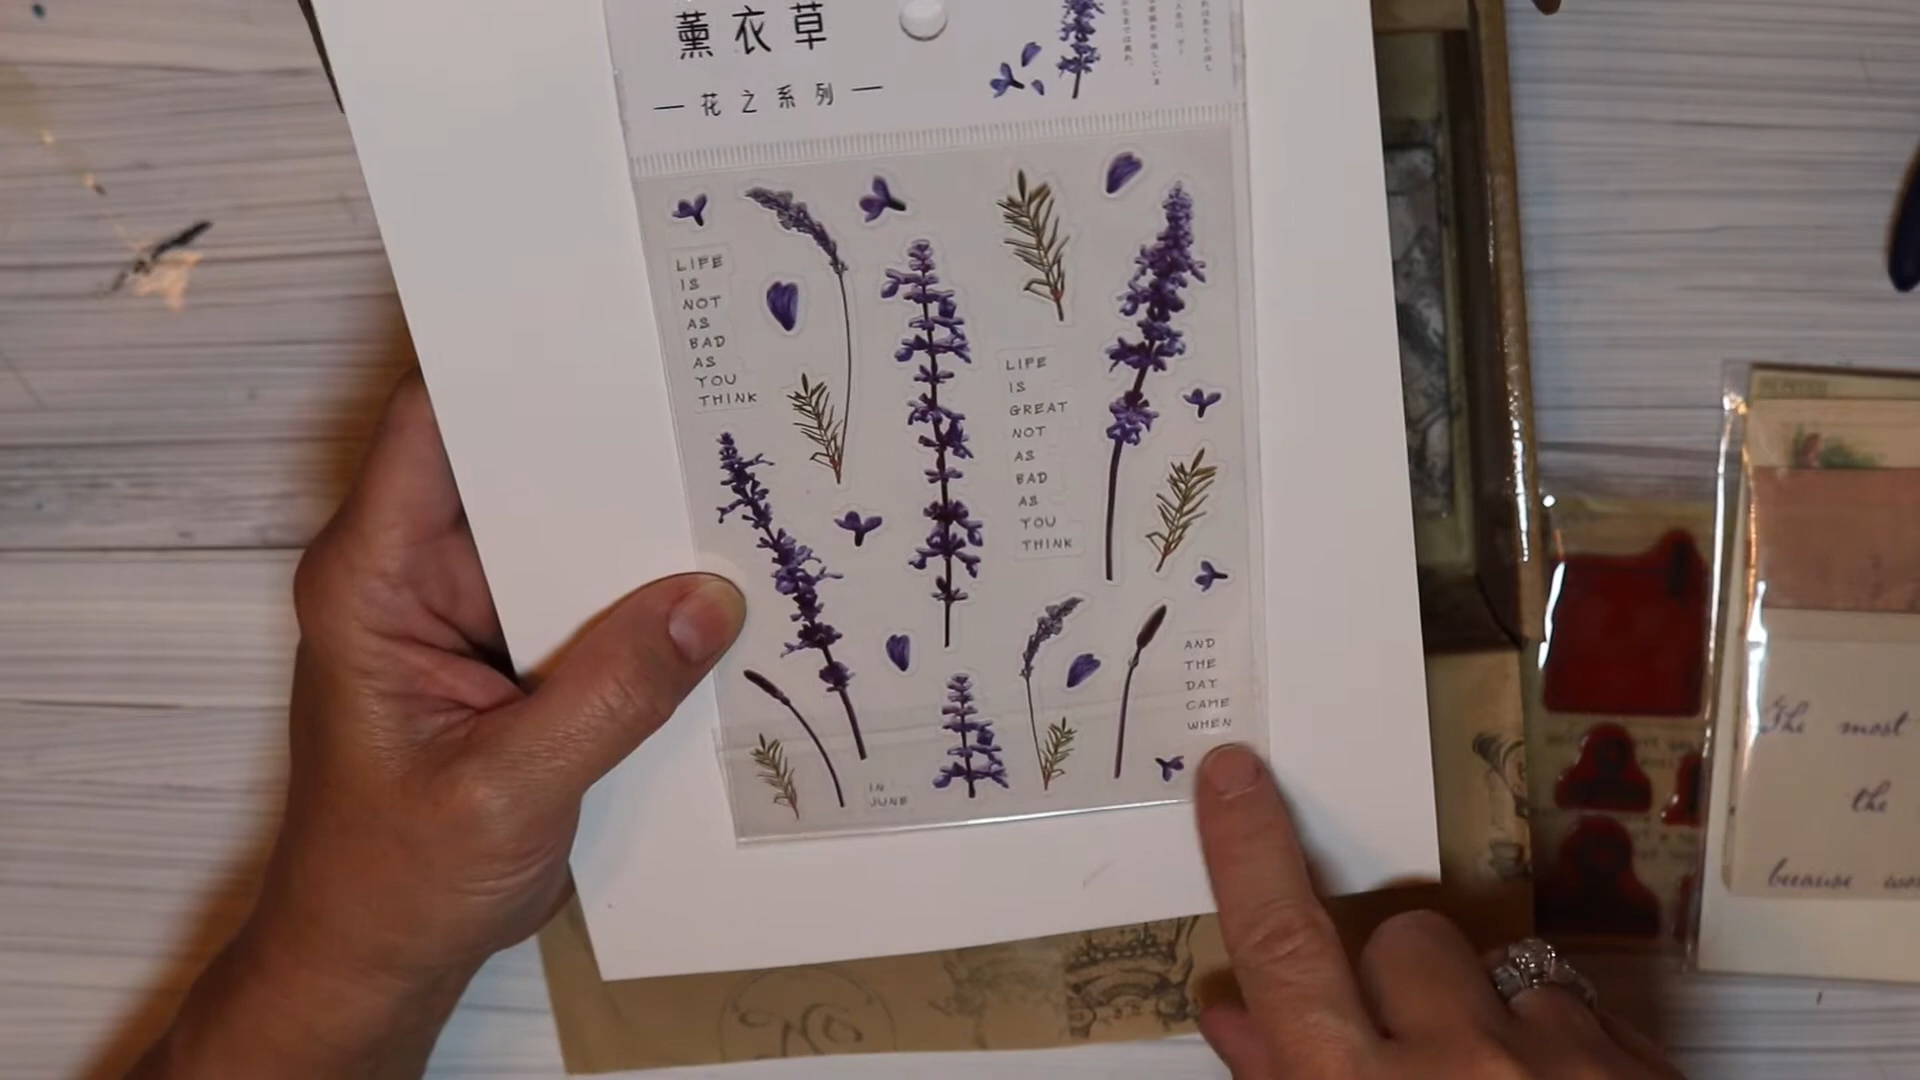 薰衣草
花之系列
LIFE
IS
NOT
AS
BAD
AS
YOU
THINK
LIFE
IS
GREAT
NOT
AS
BAD
AS
YOU
THINK
AND
THE
DAY
CAME
WHEN
IN
JUNE
The most
the
because